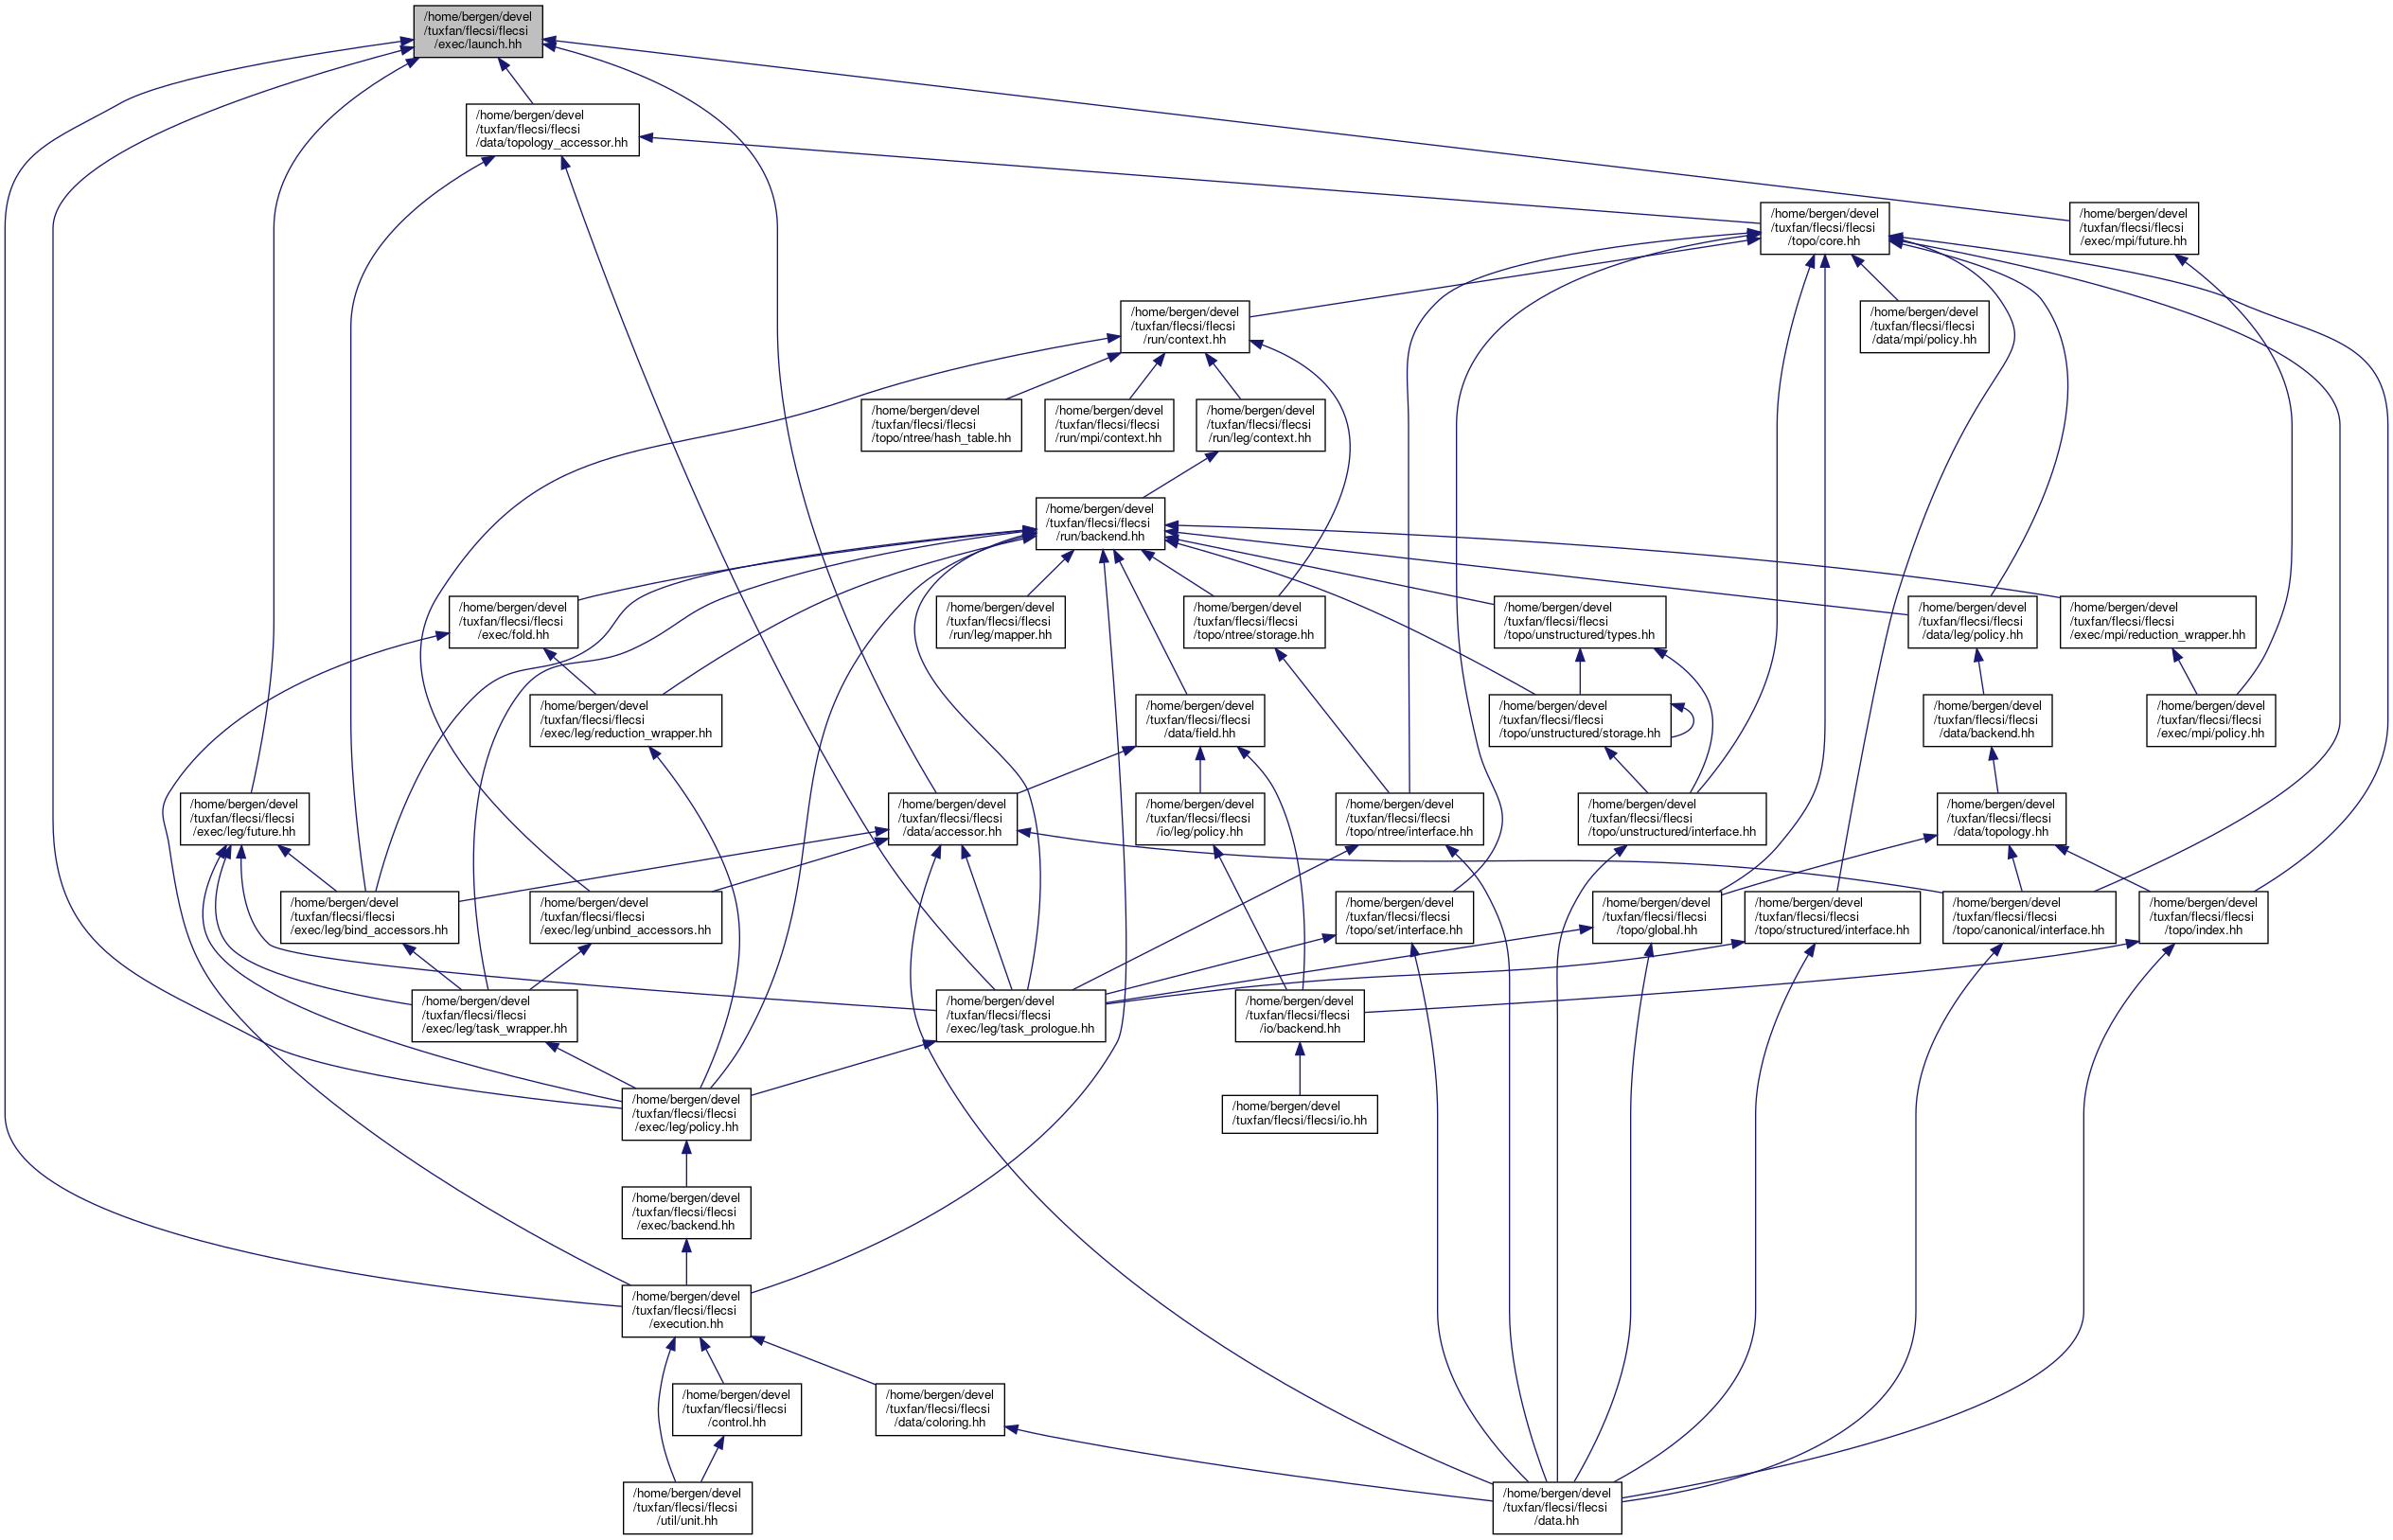 /home/bergen/devel
/tuxfan/flecsi/flecsi
/exec/launch.hh
/home/bergen/devel
/tuxfan/flecsi/flecsi
/data/topology_accessor.hh
/home/bergen/devel
/tuxfan/flecsi/flecsi
/topo/core.hh
/home/bergen/devel
/tuxfan/flecsi/flecsi
/exec/mpi/future.hh
/home/bergen/devel
/tuxfan/flecsi/flecsi
/run/context.hh
/home/bergen/devel
/tuxfan/flecsi/flecsi
/data/mpi/policy.hh
/home/bergen/devel
/tuxfan/flecsi/flecsi
/topo/ntree/hash_table.hh
/home/bergen/devel
/tuxfan/flecsi/flecsi
/run/mpi/context.hh
/home/bergen/devel
/tuxfan/flecsi/flecsi
/run/leg/context.hh
/home/bergen/devel
/tuxfan/flecsi/flecsi
/run/backend.hh
/home/bergen/devel
/tuxfan/flecsi/flecsi
/exec/fold.hh
/home/bergen/devel
/tuxfan/flecsi/flecsi
/run/leg/mapper.hh
/home/bergen/devel
/tuxfan/flecsi/flecsi
/topo/ntree/storage.hh
/home/bergen/devel
/tuxfan/flecsi/flecsi
/topo/unstructured/types.hh
/home/bergen/devel
/tuxfan/flecsi/flecsi
/data/leg/policy.hh
/home/bergen/devel
/tuxfan/flecsi/flecsi
/exec/mpi/reduction_wrapper.hh
/home/bergen/devel
/tuxfan/flecsi/flecsi
/exec/leg/reduction_wrapper.hh
/home/bergen/devel
/tuxfan/flecsi/flecsi
/data/field.hh
/home/bergen/devel
/tuxfan/flecsi/flecsi
/topo/unstructured/storage.hh
/home/bergen/devel
/tuxfan/flecsi/flecsi
/data/backend.hh
/home/bergen/devel
/tuxfan/flecsi/flecsi
/exec/mpi/policy.hh
/home/bergen/devel
/tuxfan/flecsi/flecsi
/exec/leg/future.hh
/home/bergen/devel
/tuxfan/flecsi/flecsi
/data/accessor.hh
/home/bergen/devel
/tuxfan/flecsi/flecsi
/io/leg/policy.hh
/home/bergen/devel
/tuxfan/flecsi/flecsi
/topo/ntree/interface.hh
/home/bergen/devel
/tuxfan/flecsi/flecsi
/topo/unstructured/interface.hh
/home/bergen/devel
/tuxfan/flecsi/flecsi
/data/topology.hh
/home/bergen/devel
/tuxfan/flecsi/flecsi
/exec/leg/bind_accessors.hh
/home/bergen/devel
/tuxfan/flecsi/flecsi
/exec/leg/unbind_accessors.hh
/home/bergen/devel
/tuxfan/flecsi/flecsi
/topo/set/interface.hh
/home/bergen/devel
/tuxfan/flecsi/flecsi
/topo/global.hh
/home/bergen/devel
/tuxfan/flecsi/flecsi
/topo/structured/interface.hh
/home/bergen/devel
/tuxfan/flecsi/flecsi
/topo/canonical/interface.hh
/home/bergen/devel
/tuxfan/flecsi/flecsi
/topo/index.hh
/home/bergen/devel
/tuxfan/flecsi/flecsi
/exec/leg/task_wrapper.hh
/home/bergen/devel
/tuxfan/flecsi/flecsi
/exec/leg/task_prologue.hh
/home/bergen/devel
/tuxfan/flecsi/flecsi
/io/backend.hh
/home/bergen/devel
/tuxfan/flecsi/flecsi
/exec/leg/policy.hh
/home/bergen/devel
/tuxfan/flecsi/flecsi/io.hh
/home/bergen/devel
/tuxfan/flecsi/flecsi
/exec/backend.hh
/home/bergen/devel
/tuxfan/flecsi/flecsi
/execution.hh
/home/bergen/devel
/tuxfan/flecsi/flecsi
/control.hh
/home/bergen/devel
/tuxfan/flecsi/flecsi
/data/coloring.hh
/home/bergen/devel
/tuxfan/flecsi/flecsi
/util/unit.hh
/home/bergen/devel
/tuxfan/flecsi/flecsi
/data.hh